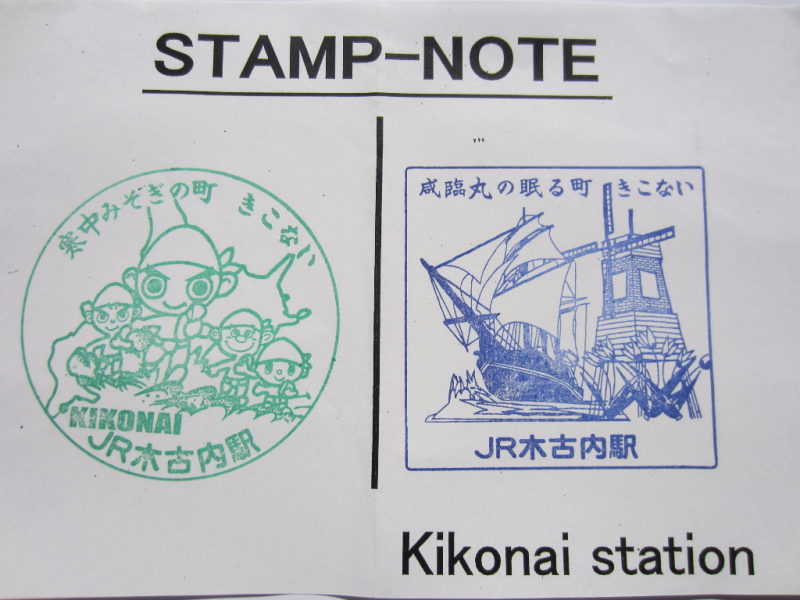 STAMP-NOTE
寒中みそぎの町 きこない
KIKONAI
JR木古内駅
咸臨丸の眠る町 きこない
JR木古内駅
Kikonai station